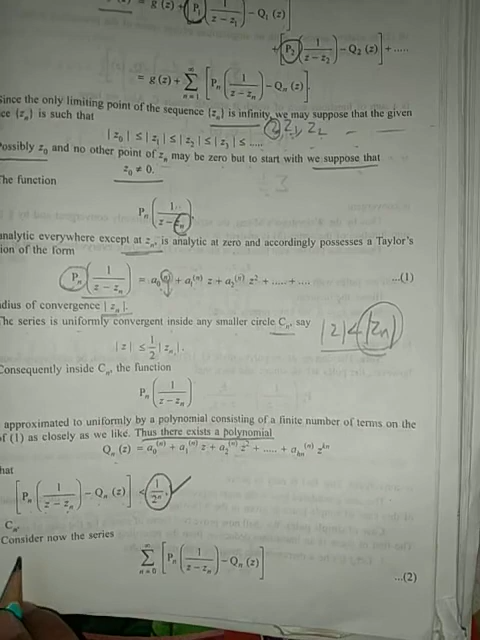 = g (z) + [P₁ (1/(z − z₁)) − Q₁ (z)]
+ [P₂ (1/(z − z₂)) − Q₂ (z)] + .....
= g (z) + ∑_{n=1}^{∞} [Pₙ (1/(z − zₙ)) − Qₙ (z)].
Since the only limiting point of the sequence {zₙ} is infinity, we may suppose that the given
ce {zₙ} is such that
z, z₂ — —
| z₀ | ≤ | z₁ | ≤ | z₂ | ≤ | z₃ | ≤ .....
Possibly z₀ and no other point of zₙ may be zero but to start with we suppose that
z₀ ≠ 0.
The function
Pₙ (1/(z − zₙ)),
analytic everywhere except at zₙ, is analytic at zero and accordingly possesses a Taylor's
ion of the form
Pₙ (1/(z − zₙ)) = a₀⁽ⁿ⁾ + a₁⁽ⁿ⁾ z + a₂⁽ⁿ⁾ z² + ..... + .... ...(1)
dius of convergence | zₙ |.
The series is uniformly convergent inside any smaller circle Cₙ, say
|z| < |zₙ|
| z | ≤ 1/2 | zₙ |.
Consequently inside Cₙ, the function
Pₙ (1/(z − zₙ))
approximated to uniformly by a polynomial consisting of a finite number of terms on the
of (1) as closely as we like. Thus there exists a polynomial
Qₙ (z) = a₀⁽ⁿ⁾ + a₁⁽ⁿ⁾ z + a₂⁽ⁿ⁾ z² + ..... + aₖₙ⁽ⁿ⁾ zᵏⁿ
hat
[Pₙ (1/(z − zₙ)) − Qₙ (z)] < 1/2ⁿ,
Cₙ.
Consider now the series
∑_{n=0}^{∞} [Pₙ (1/(z − zₙ)) − Qₙ (z)] ...(2)